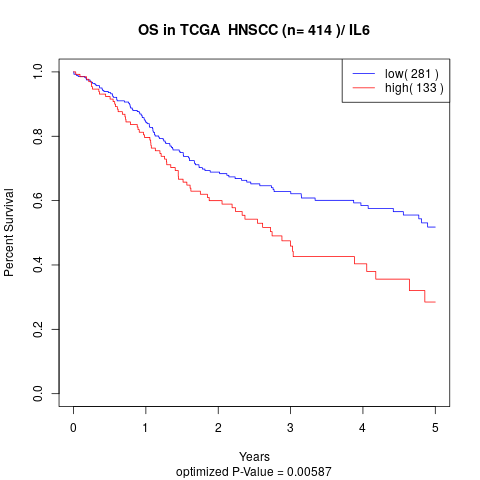 OS in TCGA  HNSCC (n= 414 )/ IL6
low( 281 )
high( 133 )
Percent Survival
1.0
0.8
0.6
0.4
0.2
0.0
0 1 2 3 4 5
Years
optimized P-Value = 0.00587